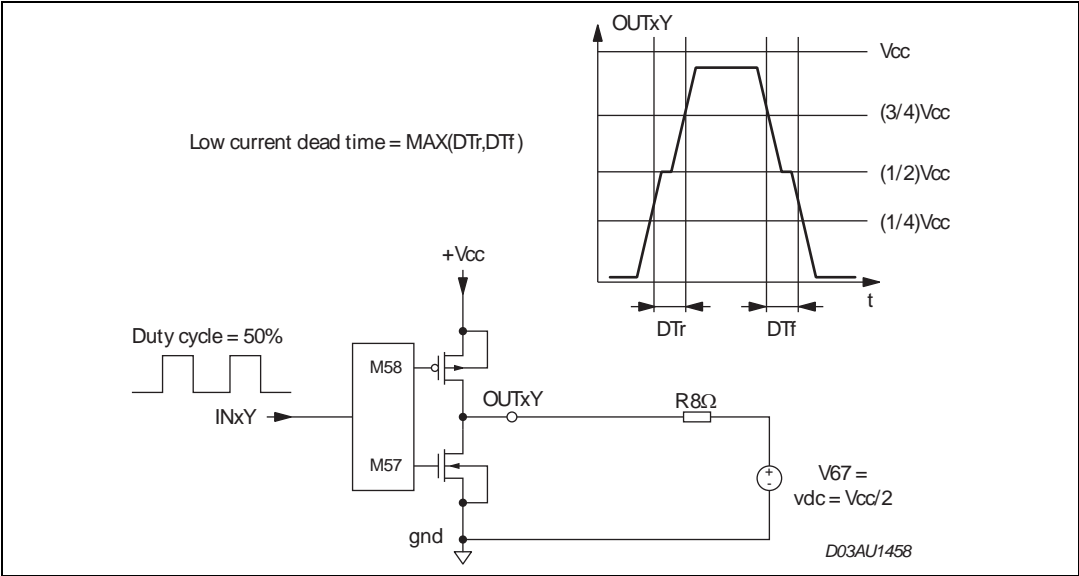 OUTxY
Vcc
(3/4)Vcc
Low current dead time = MAX(DTr,DTf)
(1/2)Vcc
(1/4)Vcc
+Vcc
t
DTr
DTf
Duty cycle = 50%
M58
OUTxY
R8Ω
INxY
M57
+
-
V67 =
vdc = Vcc/2
gnd
D03AU1458